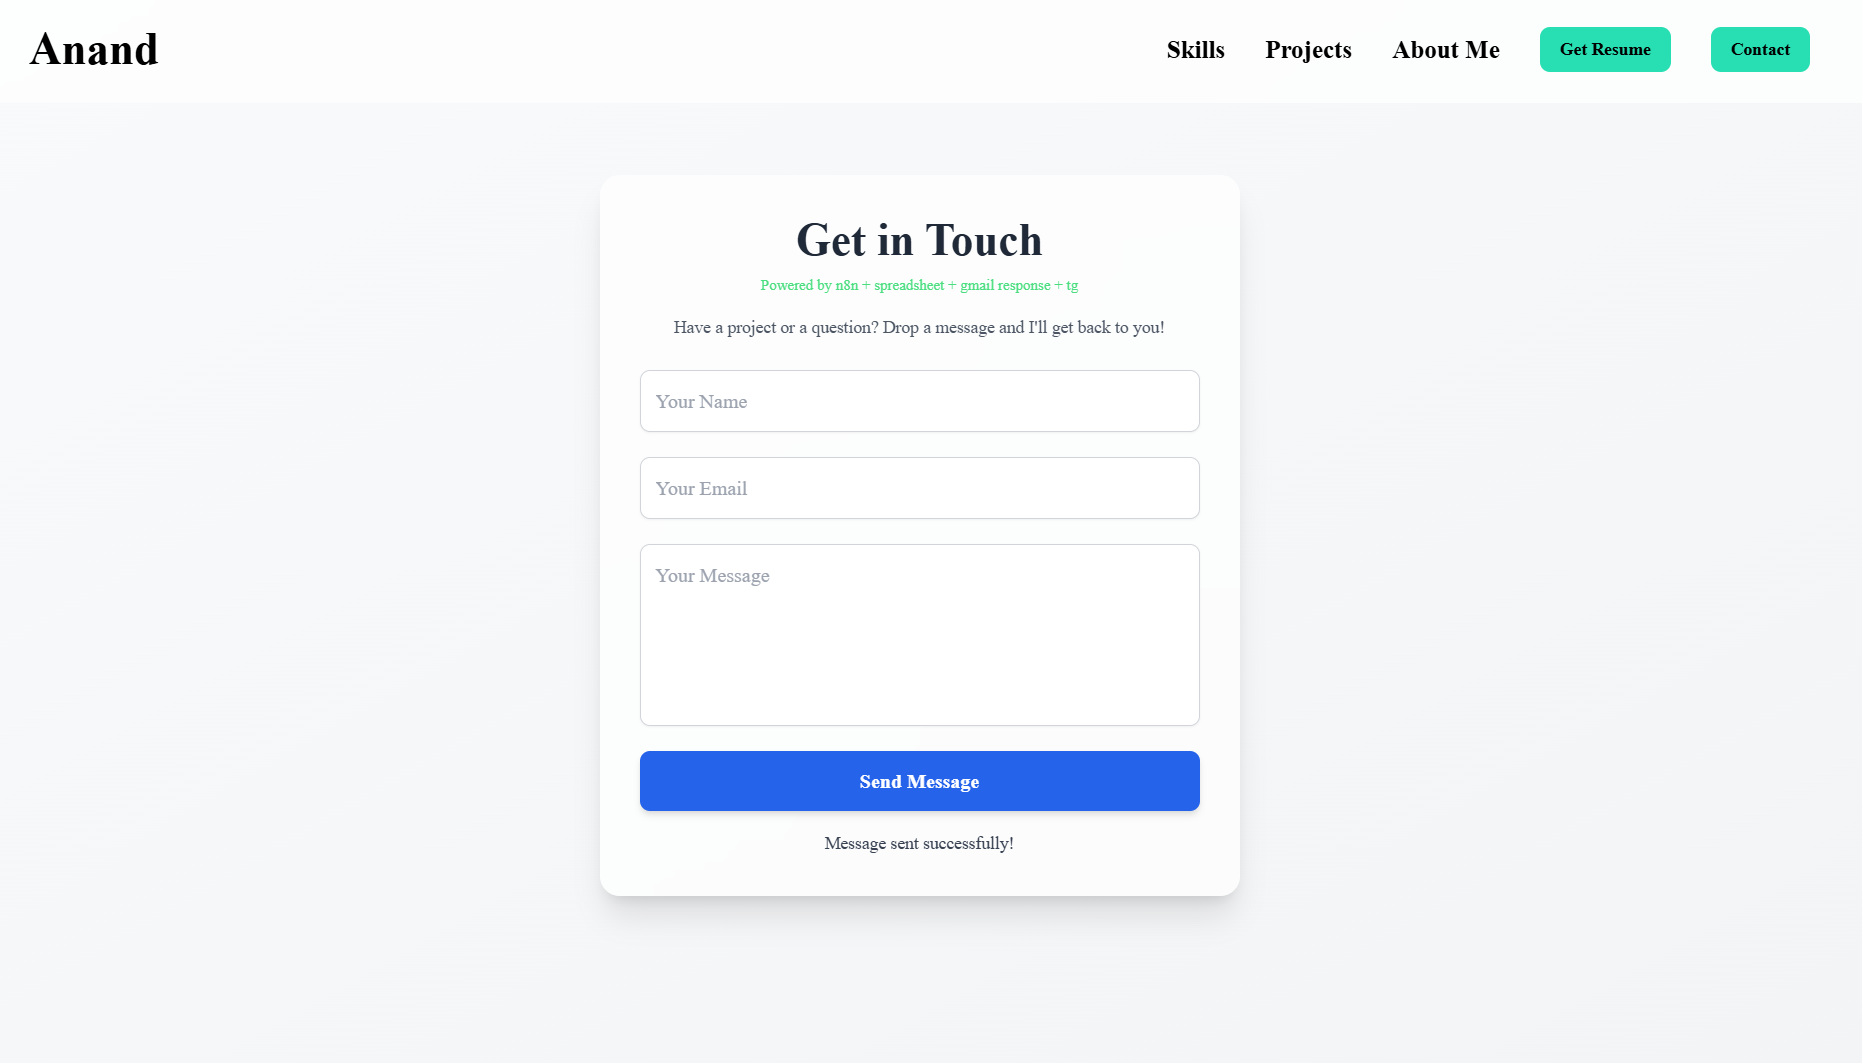 Anand
Skills
Projects
About Me
Get Resume
Contact
Get in Touch
Powered by n8n + spreadsheet + gmail response + tg
Have a project or a question? Drop a message and I'll get back to you!
Your Name
Your Email
Your Message
Send Message
Message sent successfully!